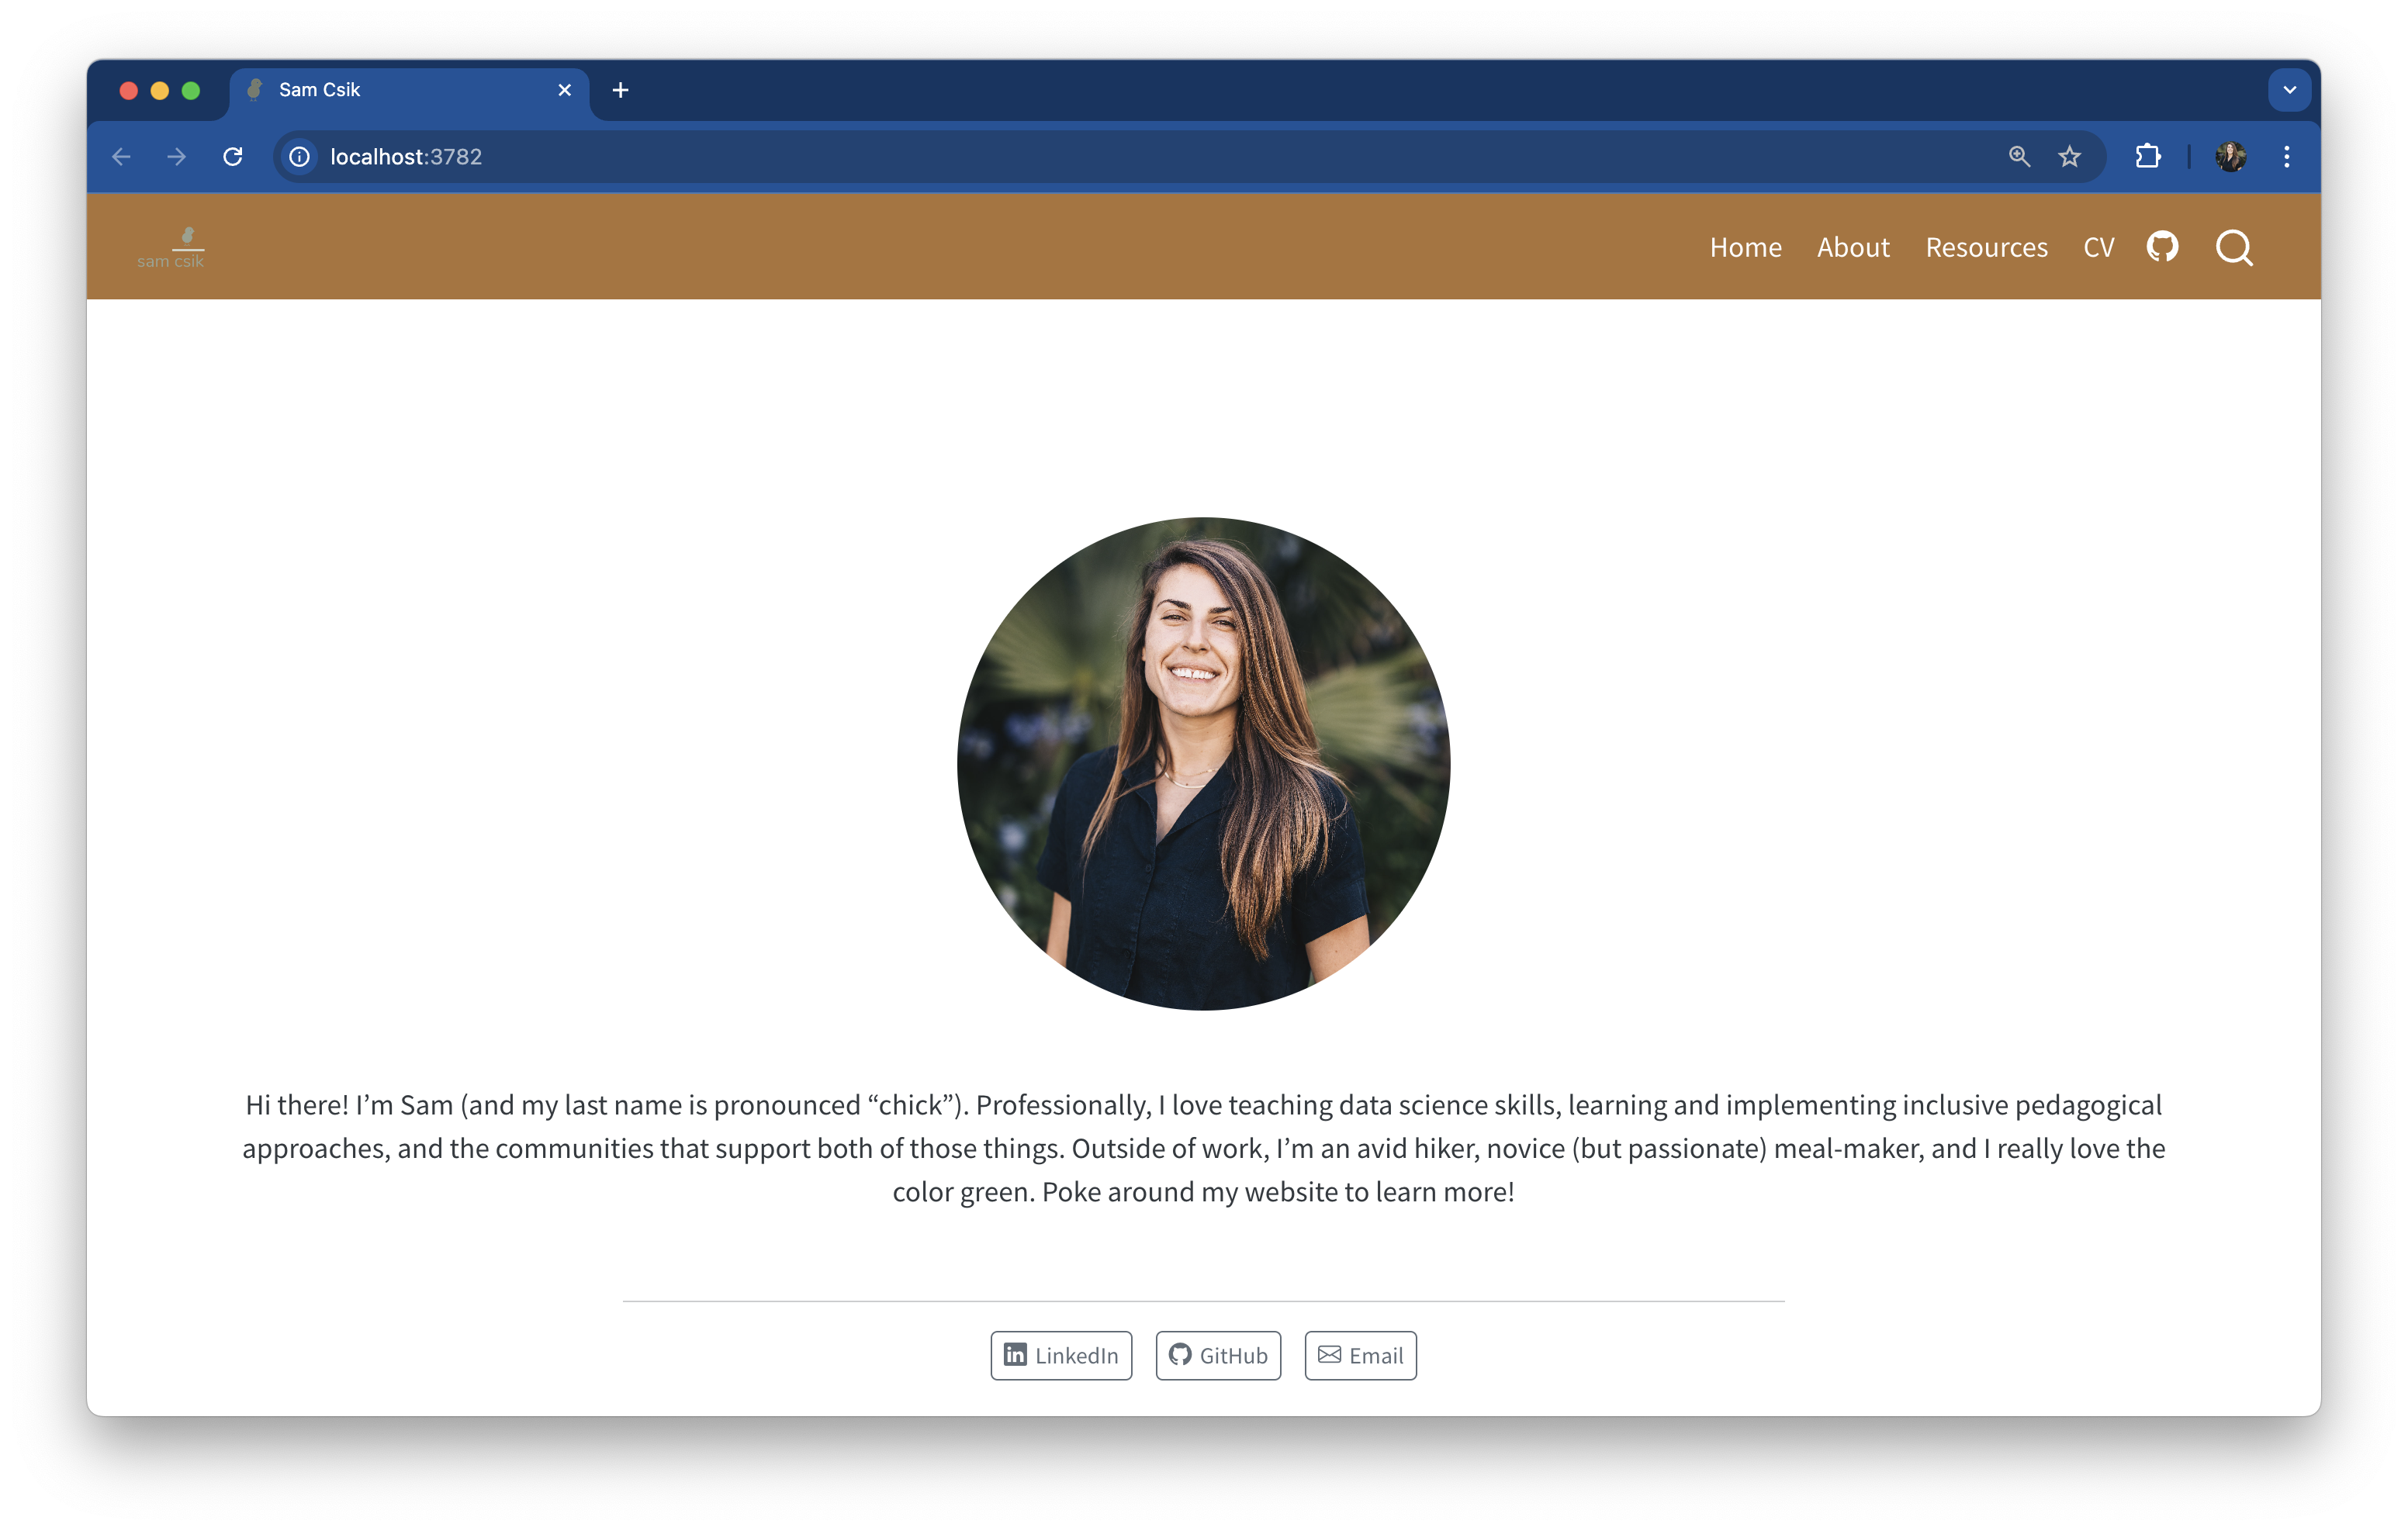 Sam Csik
localhost:3782
sam csik
Home About Resources CV
Hi there! I’m Sam (and my last name is pronounced “chick”). Professionally, I love teaching data science skills, learning and implementing inclusive pedagogical
approaches, and the communities that support both of those things. Outside of work, I’m an avid hiker, novice (but passionate) meal-maker, and I really love the
color green. Poke around my website to learn more!
in LinkedIn GitHub Email